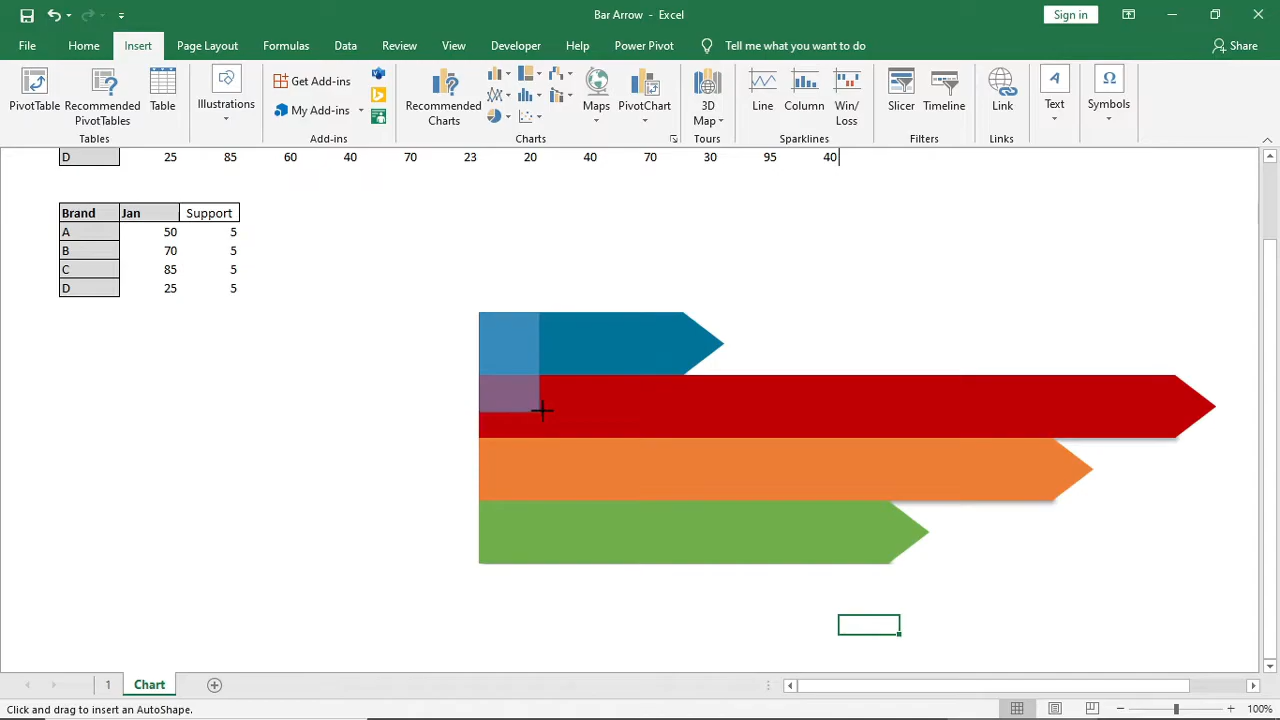 Bar Arrow - Excel
Sign in
File Home Insert Page Layout Formulas Data Review View Developer Help Power Pivot Tell me what you want to do Share
PivotTable
Recommended PivotTables
Table
Tables
Illustrations
Get Add-ins
My Add-ins
Add-ins
Recommended Charts
Charts
Maps
PivotChart
3D Map
Tours
Line
Column
Win/Loss
Sparklines
Slicer
Timeline
Filters
Link
Links
Text
Symbols
D 25 85 60 40 70 23 20 40 70 30 95 40
Brand Jan Support
A 50 5
B 70 5
C 85 5
D 25 5
1 Chart
Click and drag to insert an AutoShape.
100%